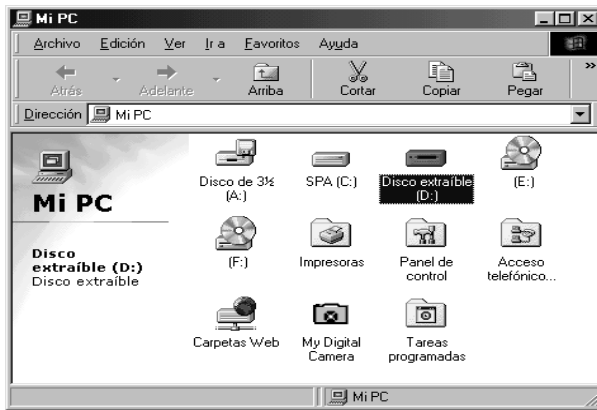 Mi PC
Archivo Edición Ver Ir a Favoritos Ayuda
Atrás Adelante Arriba Cortar Copiar Pegar »
Dirección Mi PC
Mi PC
Disco
extraíble (D:)
Disco extraíble
Disco de 3½
(A:)
SPA (C:)
Disco extraíble
(D:)
(E:)
(F:)
Impresoras
Panel de
control
Acceso
telefónico...
Carpetas Web
My Digital
Camera
Tareas
programadas
Mi PC